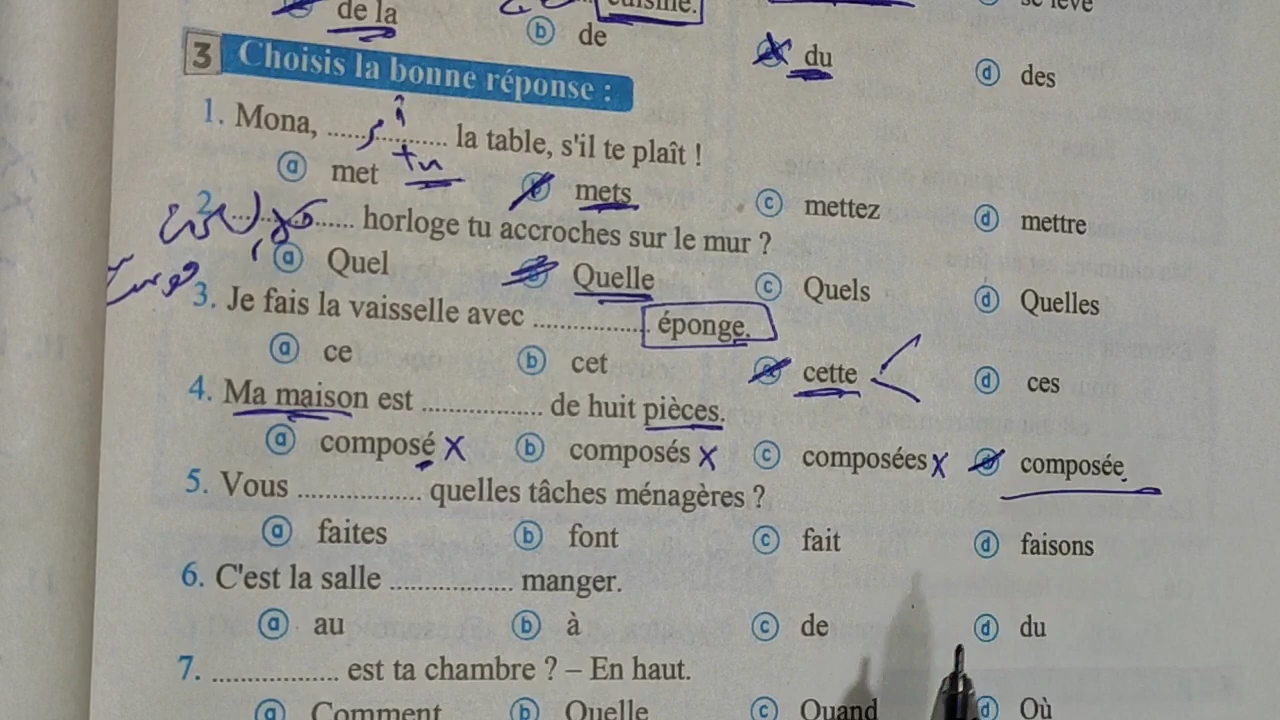 de la
ⓑ de
cuisine.
se lève
du
ⓓ des
3 Choisis la bonne réponse :
1. Mona, .................... la table, s'il te plaît !
ⓐ met tu
mets
ⓒ mettez
ⓓ mettre
2. .................... horloge tu accroches sur le mur ?
ⓐ Quel
Quelle
ⓒ Quels
ⓓ Quelles
3. Je fais la vaisselle avec .................... éponge.
ⓐ ce
ⓑ cet
cette
ⓓ ces
4. Ma maison est .................... de huit pièces.
ⓐ composé x
ⓑ composés x
ⓒ composées x
composée
5. Vous .................... quelles tâches ménagères ?
ⓐ faites
ⓑ font
ⓒ fait
ⓓ faisons
6. C'est la salle .................... manger.
ⓐ au
ⓑ à
ⓒ de
ⓓ du
7. .................... est ta chambre ? – En haut.
ⓐ Comment
ⓑ Quelle
ⓒ Quand
ⓓ Où